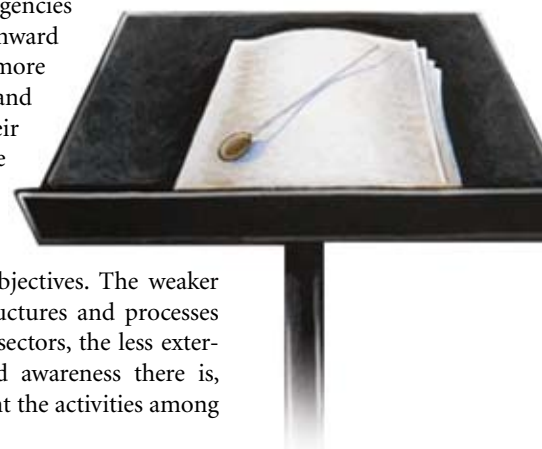 gencies
nward
more
and
eir
e
bjectives. The weaker
uctures and processes
sectors, the less exter-
d awareness there is,
nt the activities among